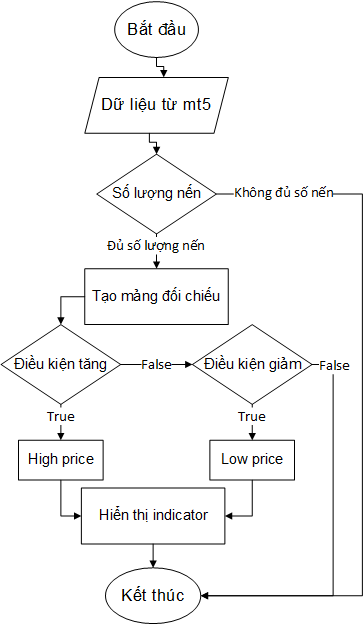 Bắt đầu
Dữ liệu từ mt5
Số lượng nến
Không đủ số nến
Đủ số lượng nến
Tạo mảng đối chiếu
Điều kiện tăng
False
Điều kiện giảm
False
True
True
High price
Low price
Hiển thị indicator
Kết thúc